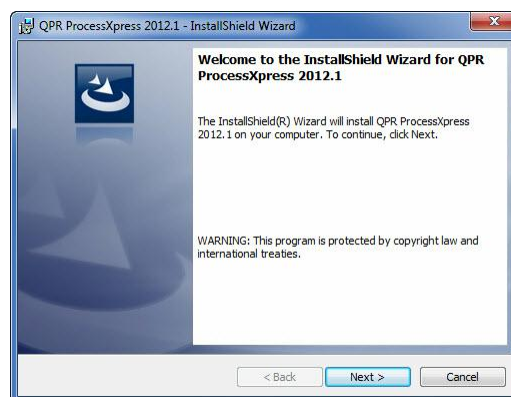 QPR ProcessXpress 2012.1 - InstallShield Wizard
Welcome to the InstallShield Wizard for QPR
ProcessXpress 2012.1
The InstallShield(R) Wizard will install QPR ProcessXpress
2012.1 on your computer. To continue, click Next.
WARNING: This program is protected by copyright law and
international treaties.
< Back
Next >
Cancel